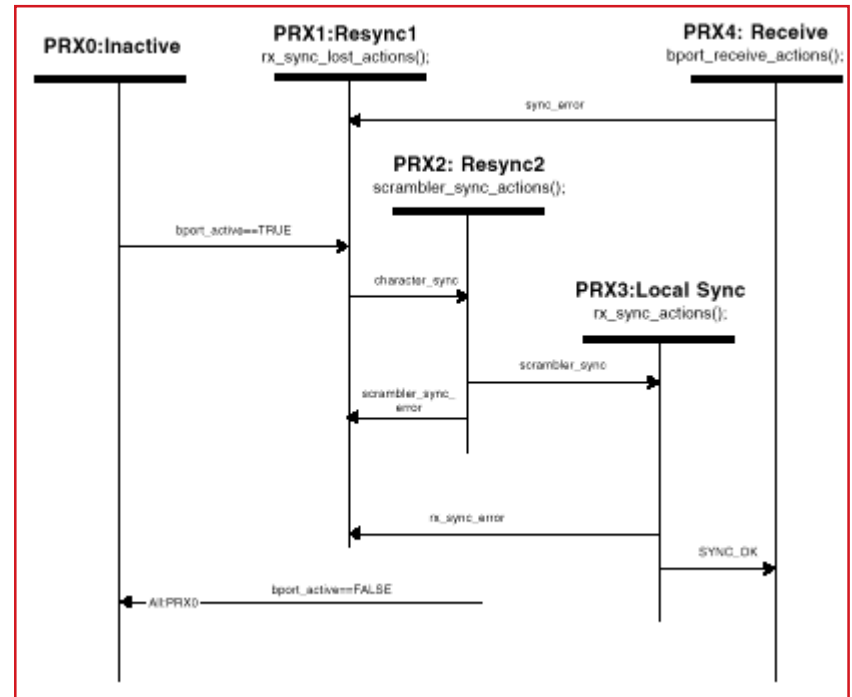 PRX0:Inactive
PRX1:Resync1
rx_sync_lost_actions();
PRX4: Receive
bport_receive_actions();
sync_error
PRX2: Resync2
scrambler_sync_actions();
bport_active==TRUE
character_sync
PRX3:Local Sync
rx_sync_actions();
scrambler_sync
scrambler_sync_
error
rx_sync_error
SYNC_OK
bport_active==FALSE
All:PRX0